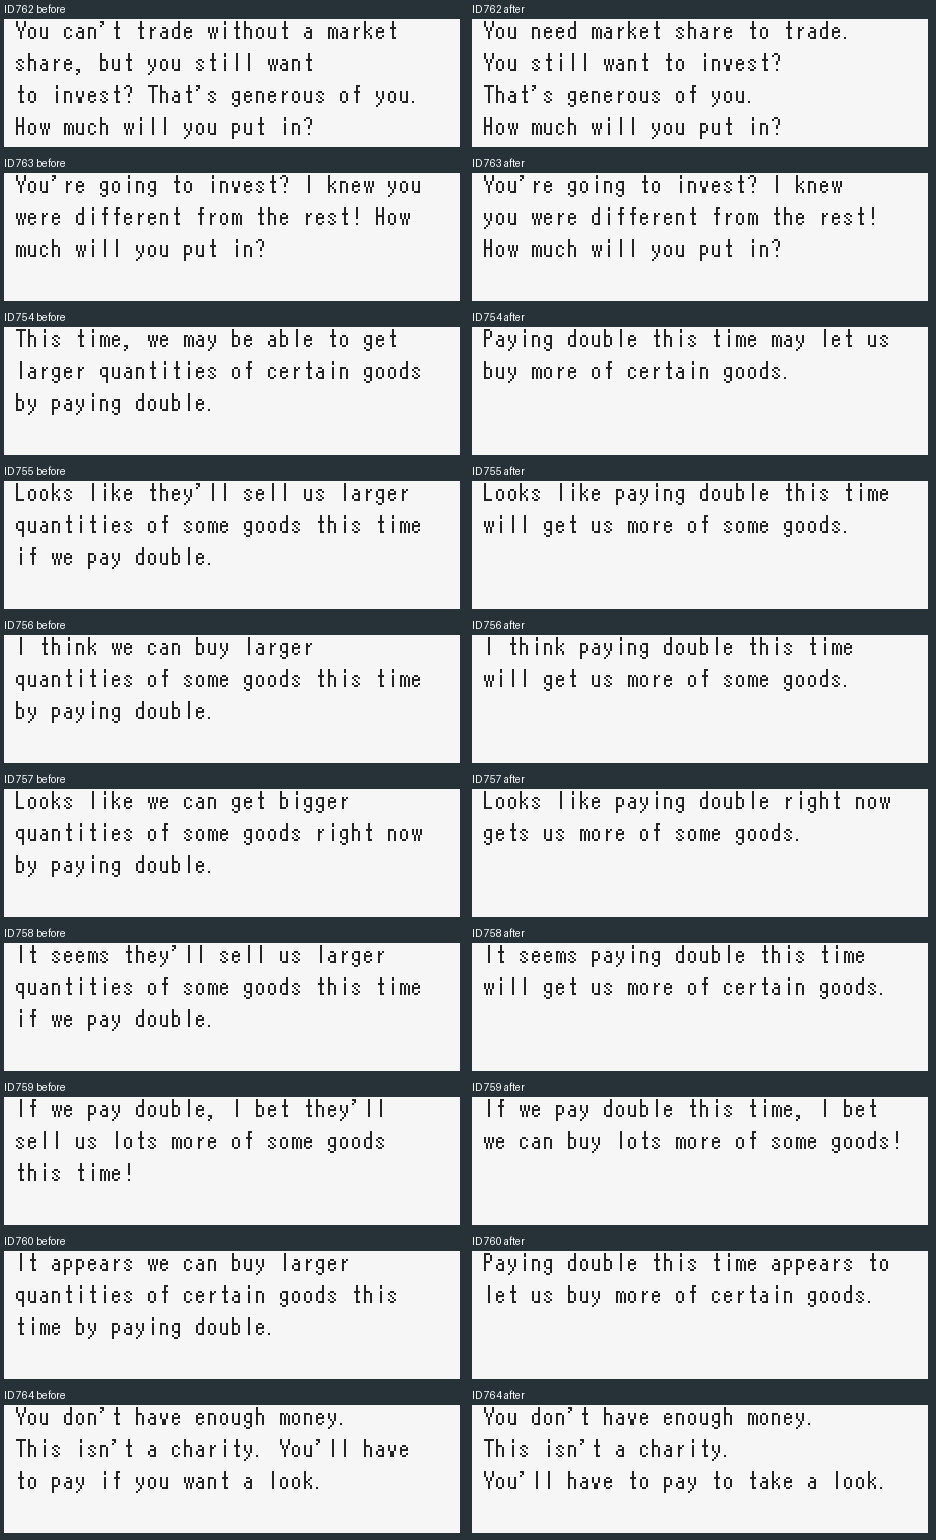 ID762 before
You can't trade without a market
share, but you still want
to invest? That's generous of you.
How much will you put in?
ID762 after
You need market share to trade.
You still want to invest?
That's generous of you.
How much will you put in?
ID763 before
You're going to invest? I knew you
were different from the rest! How
much will you put in?
ID763 after
You're going to invest? I knew
you were different from the rest!
How much will you put in?
ID754 before
This time, we may be able to get
larger quantities of certain goods
by paying double.
ID754 after
Paying double this time may let us
buy more of certain goods.
ID755 before
Looks like they'll sell us larger
quantities of some goods this time
if we pay double.
ID755 after
Looks like paying double this time
will get us more of some goods.
ID756 before
I think we can buy larger
quantities of some goods this time
by paying double.
ID756 after
I think paying double this time
will get us more of some goods.
ID757 before
Looks like we can get bigger
quantities of some goods right now
by paying double.
ID757 after
Looks like paying double right now
gets us more of some goods.
ID758 before
It seems they'll sell us larger
quantities of some goods this time
if we pay double.
ID758 after
It seems paying double this time
will get us more of certain goods.
ID759 before
If we pay double, I bet they'll
sell us lots more of some goods
this time!
ID759 after
If we pay double this time, I bet
we can buy lots more of some goods!
ID760 before
It appears we can buy larger
quantities of certain goods this
time by paying double.
ID760 after
Paying double this time appears to
let us buy more of certain goods.
ID764 before
You don't have enough money.
This isn't a charity. You'll have
to pay if you want a look.
ID764 after
You don't have enough money.
This isn't a charity.
You'll have to pay to take a look.